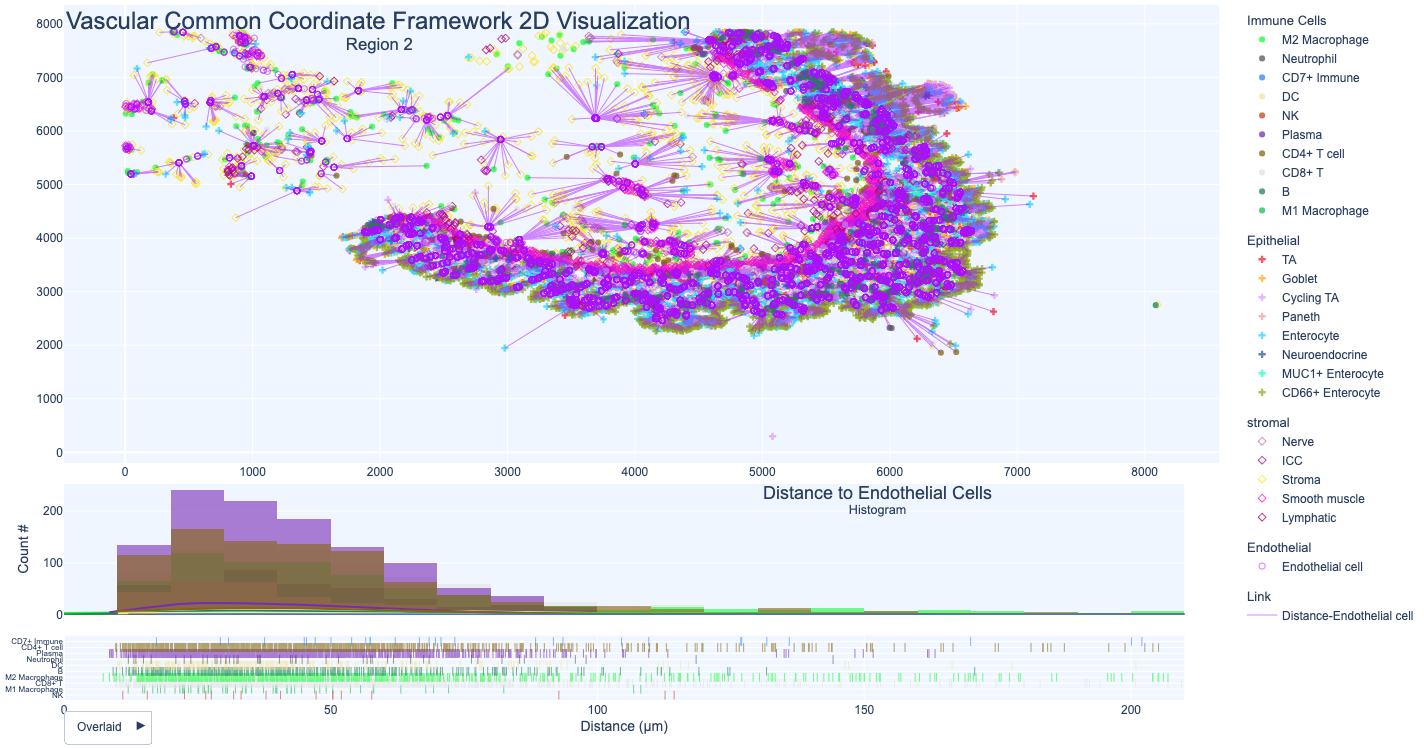 Vascular Common Coordinate Framework 2D Visualization
Region 2
8000
7000
6000
5000
4000
3000
2000
1000
0
0 1000 2000 3000 4000 5000 6000 7000 8000
Immune Cells
M2 Macrophage
Neutrophil
CD7+ Immune
DC
NK
Plasma
CD4+ T cell
CD8+ T
B
M1 Macrophage
Epithelial
TA
Goblet
Cycling TA
Paneth
Enterocyte
Neuroendocrine
MUC1+ Enterocyte
CD66+ Enterocyte
stromal
Nerve
ICC
Stroma
Smooth muscle
Lymphatic
Endothelial
Endothelial cell
Link
Distance-Endothelial cell
Distance to Endothelial Cells
Histogram
Count #
200
100
0
CD7+ Immune
CD4+ T cell
Plasma
Neutrophil
DC
B
M2 Macrophage
CD8+ T
M1 Macrophage
NK
0 50 100 150 200
Distance (μm)
Overlaid ▶